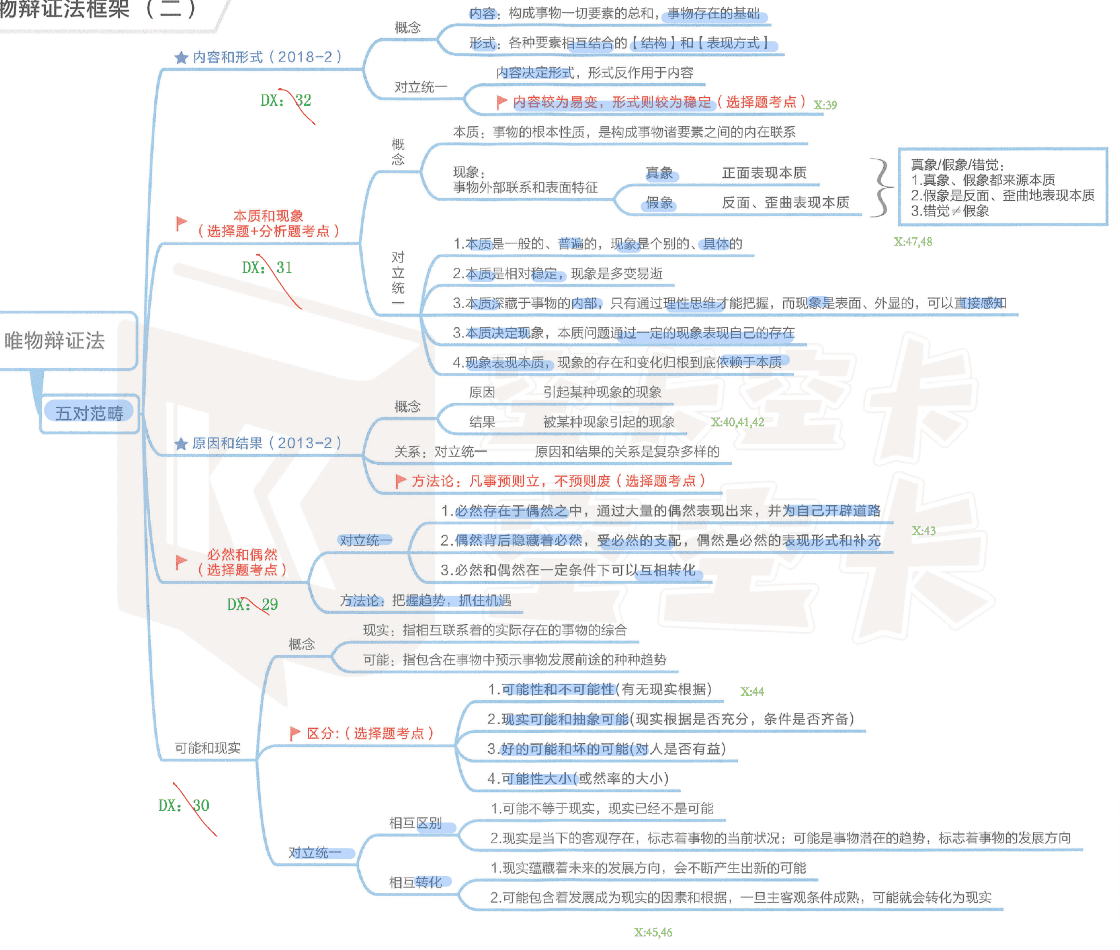 物辩证法框架（二）
唯物辩证法
五对范畴
内容和形式（2018-2）
DX：32
概念
内容：构成事物一切要素的总和，事物存在的基础
形式：各种要素相互结合的【结构】和【表现方式】
对立统一
内容决定形式，形式反作用于内容
内容较为易变，形式则较为稳定（选择题考点）
X:39
本质和现象
（选择题+分析题考点）
DX：31
概念
本质：事物的根本性质，是构成事物诸要素之间的内在联系
现象：
事物外部联系和表面特征
真象 正面表现本质
假象 反面、歪曲表现本质
真象/假象/错觉：
1.真象、假象都来源本质
2.假象是反面、歪曲地表现本质
3.错觉≠假象
X:47,48
对立统一
1.本质是一般的、普遍的，现象是个别的、具体的
2.本质是相对稳定，现象是多变易逝
3.本质深藏于事物的内部，只有通过理性思维才能把握，而现象是表面、外显的，可以直接感知
3.本质决定现象，本质问题通过一定的现象表现自己的存在
4.现象表现本质，现象的存在和变化归根到底依赖于本质
原因和结果（2013-2）
概念
原因 引起某种现象的现象
结果 被某种现象引起的现象
X:40,41,42
关系：对立统一 原因和结果的关系是复杂多样的
方法论：凡事预则立，不预则废（选择题考点）
必然和偶然
（选择题考点）
DX：29
对立统一
1.必然存在于偶然之中，通过大量的偶然表现出来，并为自己开辟道路
2.偶然背后隐藏着必然，受必然的支配，偶然是必然的表现形式和补充
3.必然和偶然在一定条件下可以互相转化
X:43
方法论：把握趋势，抓住机遇
可能和现实
DX：30
概念
现实：指相互联系着的实际存在的事物的综合
可能：指包含在事物中预示事物发展前途的种种趋势
区分:（选择题考点）
1.可能性和不可能性(有无现实根据)
X:44
2.现实可能和抽象可能(现实根据是否充分，条件是否齐备)
3.好的可能和坏的可能(对人是否有益)
4.可能性大小(或然率的大小)
对立统一
相互区别
1.可能不等于现实，现实已经不是可能
2.现实是当下的客观存在，标志着事物的当前状况；可能是事物潜在的趋势，标志着事物的发展方向
相互转化
1.现实蕴藏着未来的发展方向，会不断产生出新的可能
2.可能包含着发展成为现实的因素和根据，一旦主客观条件成熟，可能就会转化为现实
X:45,46
空卡空卡
空空卡